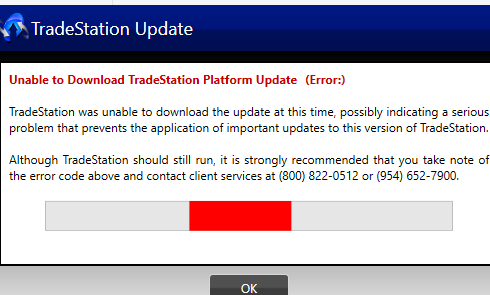 TradeStation Update
Unable to Download TradeStation Platform Update (Error:)
TradeStation was unable to download the update at this time, possibly indicating a serious
problem that prevents the application of important updates to this version of TradeStation.
Although TradeStation should still run, it is strongly recommended that you take note of
the error code above and contact client services at (800) 822-0512 or (954) 652-7900.
OK